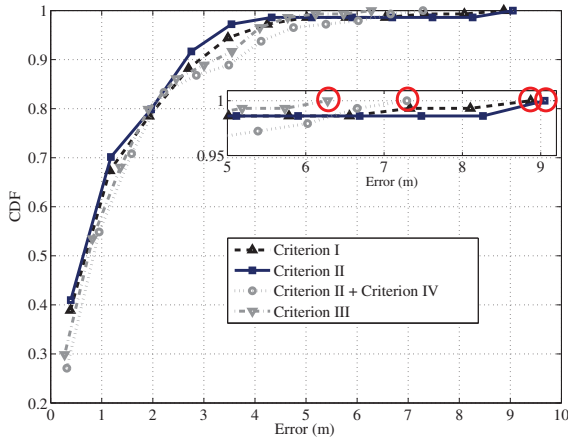 1
0.9
0.8
0.7
0.6
0.5
0.4
0.3
0.2
CDF
0 1 2 3 4 5 6 7 8 9 10
Error (m)
1
0.95
5 6 7 8 9
Error (m)
Criterion I
Criterion II
Criterion II + Criterion IV
Criterion III